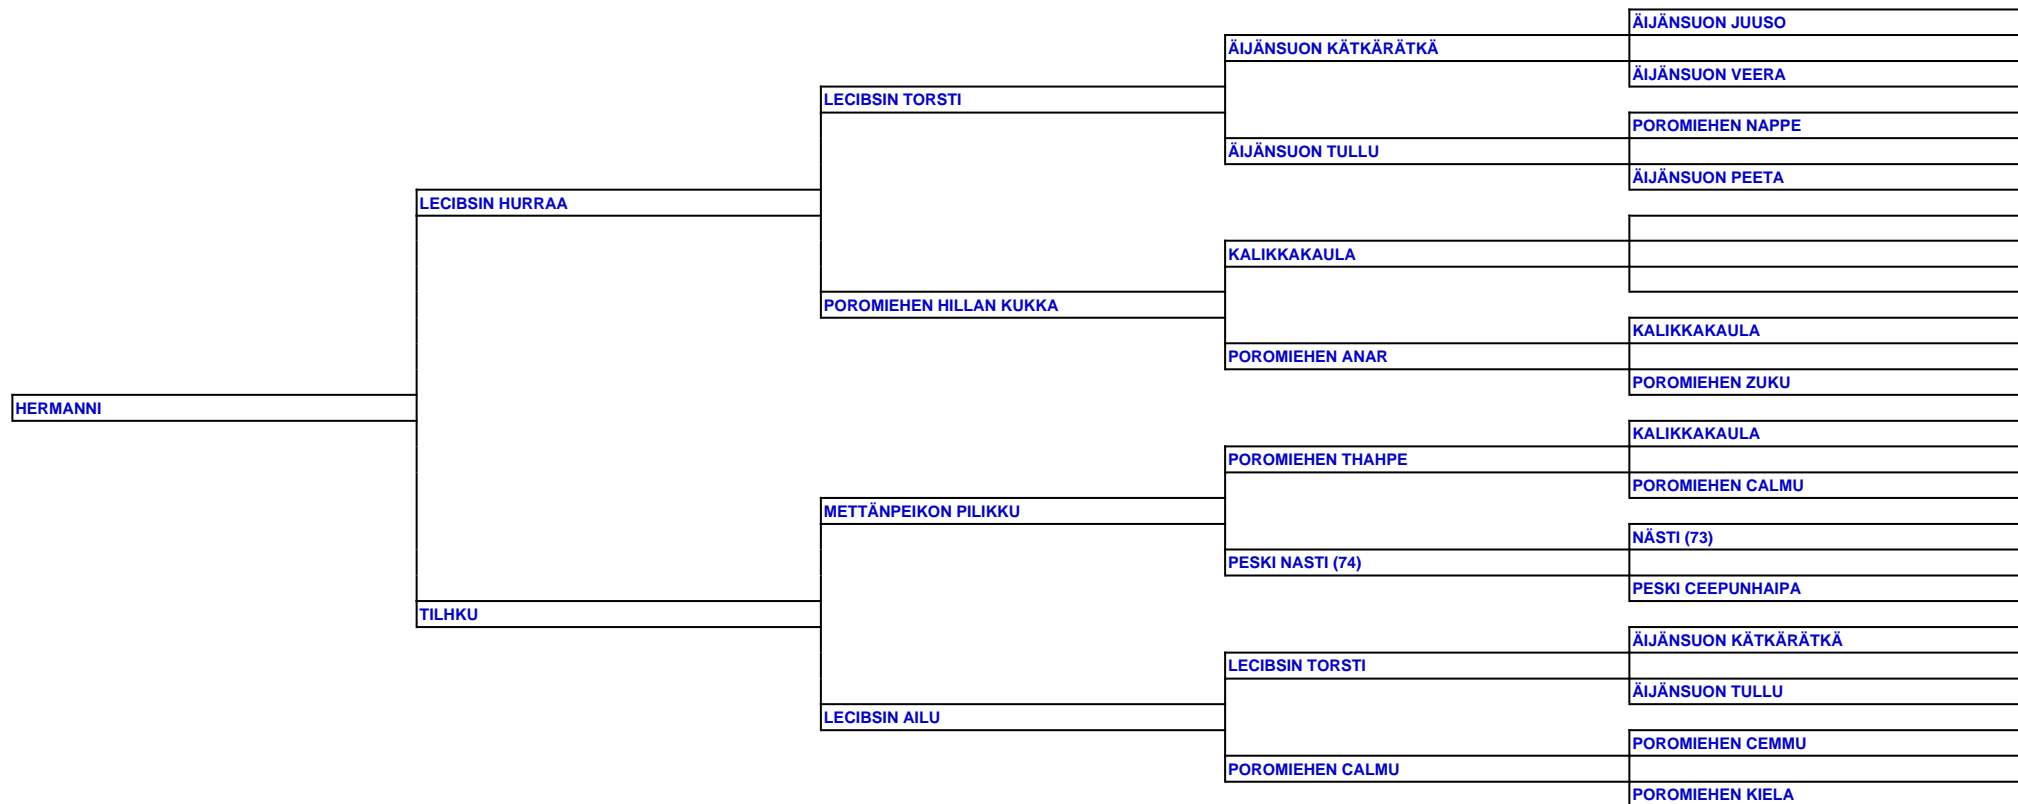 ÄIJÄNSUON JUUSO
ÄIJÄNSUON KÄTKÄRÄTKÄ
ÄIJÄNSUON VEERA
LECIBSIN TORSTI
POROMIEHEN NAPPE
ÄIJÄNSUON TULLU
ÄIJÄNSUON PEETA
LECIBSIN HURRAA
KALIKKAKAULA
POROMIEHEN HILLAN KUKKA
KALIKKAKAULA
POROMIEHEN ANAR
POROMIEHEN ZUKU
HERMANNI
KALIKKAKAULA
POROMIEHEN THAHPE
POROMIEHEN CALMU
METTÄNPEIKON PILIKKU
NÄSTI (73)
PESKI NASTI (74)
PESKI CEEPUNHAIPA
TILHKU
ÄIJÄNSUON KÄTKÄRÄTKÄ
LECIBSIN TORSTI
ÄIJÄNSUON TULLU
LECIBSIN AILU
POROMIEHEN CEMMU
POROMIEHEN CALMU
POROMIEHEN KIELA